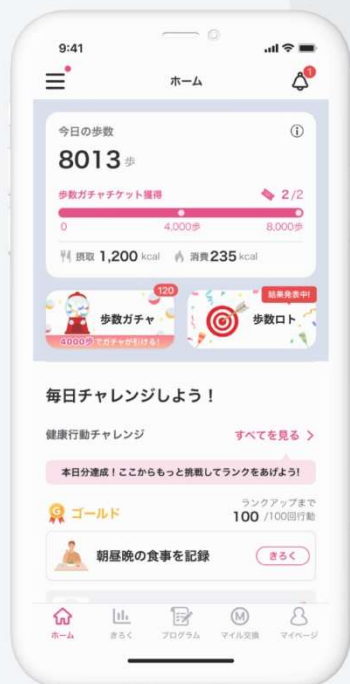 9:41
ホーム
1
今日の歩数
8013 歩
歩数ガチャチケット獲得 2/2
0 4,000歩 8,000歩
摂取 1,200 kcal 消費 235 kcal
120
歩数ガチャ
4000歩でガチャが引ける!
結果発表中!
歩数ロト
毎日チャレンジしよう！
健康行動チャレンジ すべてを見る
本日分達成！ここからもっと挑戦してランクをあげよう!
G ゴールド
ランクアップまで
100 /100回行動
朝昼晩の食事を記録 きろく
ホーム きろく プログラム M マイル交換 マイページ